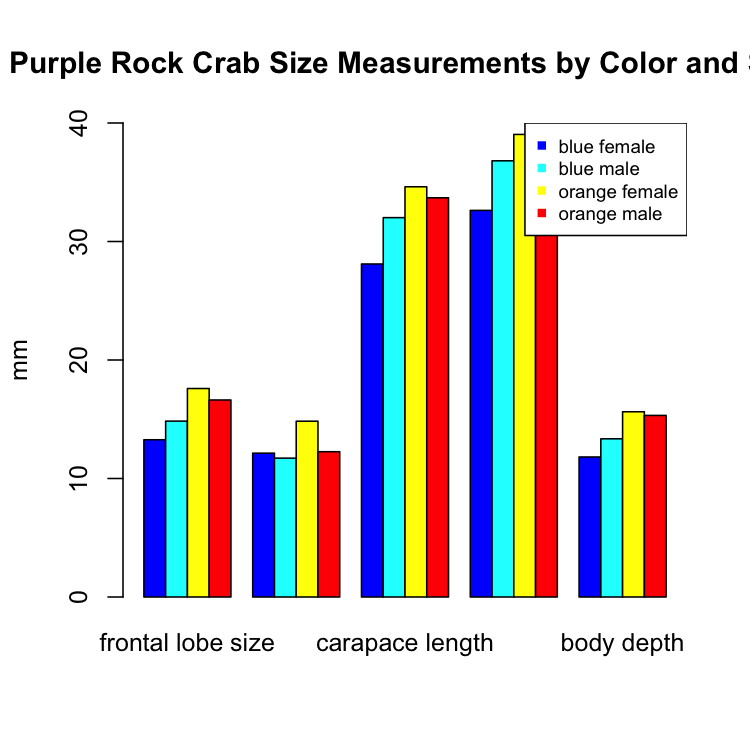 Purple Rock Crab Size Measurements by Color and
40
30
20
10
0
mm
blue female
blue male
orange female
orange male
frontal lobe size
carapace length
body depth